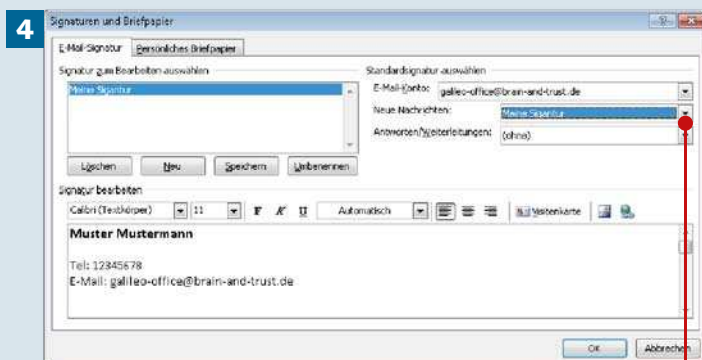 4
Signaturen und Briefpapier
E-Mail-Signatur Persönliches Briefpapier
Signatur zum Bearbeiten auswählen
Meine Sigantur
Löschen Neu Speichern Umbenennen
Standardsignatur auswählen
E-Mail-Konto: galileo-office@brain-and-trust.de
Neue Nachrichten: Meine Sigantur
Antworten/Weiterleitungen: (ohne)
Signatur bearbeiten
Calibri (Textkörper) 11 F K U Automatisch Visitenkarte
Muster Mustermann
Tel: 12345678
E-Mail: galileo-office@brain-and-trust.de
OK Abbrechen